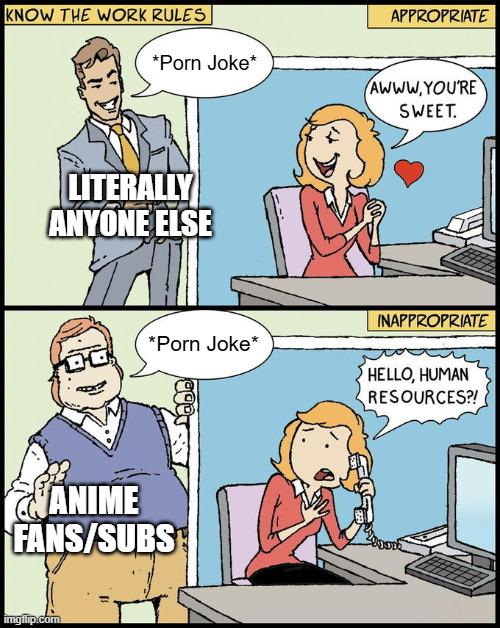 KNOW THE WORK RULES
APPROPRIATE
*Porn Joke*
AWWW, YOU'RE
SWEET.
LITERALLY
ANYONE ELSE
INAPPROPRIATE
*Porn Joke*
HELLO, HUMAN
RESOURCES?!
ANIME
FANS/SUBS
imgflip.com